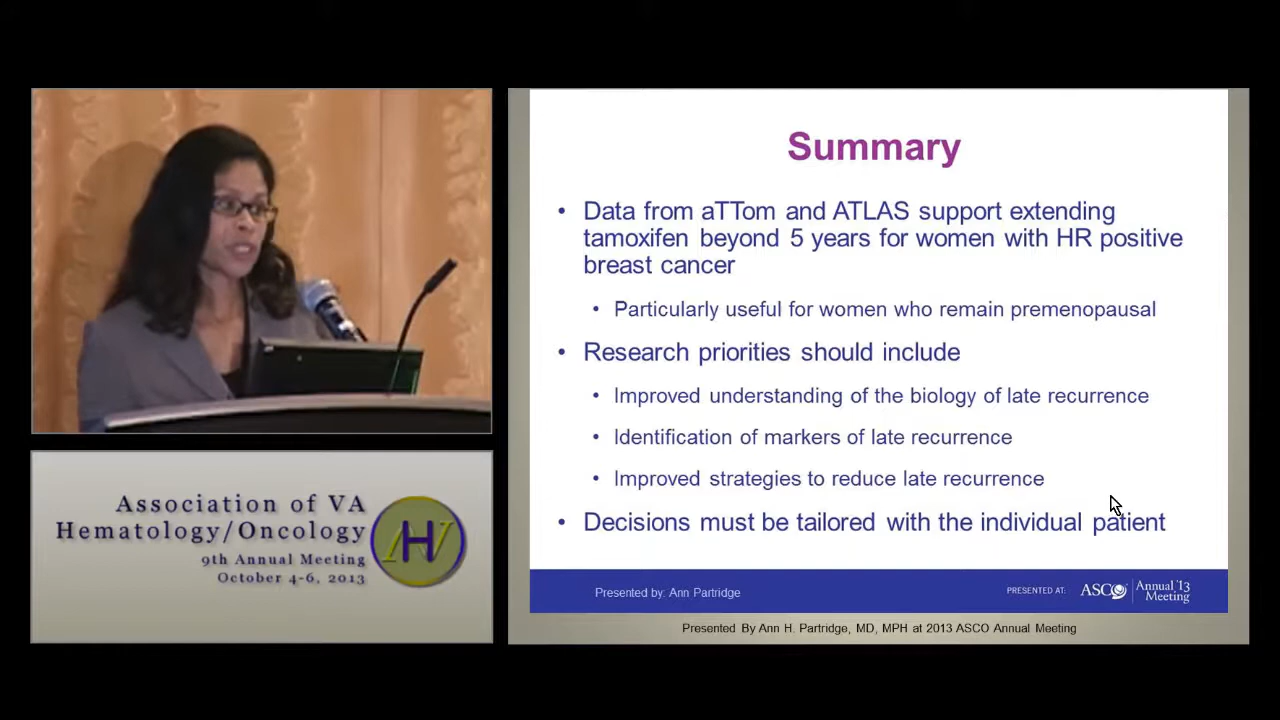 Summary
• Data from aTTom and ATLAS support extending
tamoxifen beyond 5 years for women with HR positive
breast cancer
• Particularly useful for women who remain premenopausal
• Research priorities should include
• Improved understanding of the biology of late recurrence
• Identification of markers of late recurrence
• Improved strategies to reduce late recurrence
• Decisions must be tailored with the individual patient
Presented by: Ann Partridge
PRESENTED AT:
ASCO
Annual '13
Meeting
Presented By Ann H. Partridge, MD, MPH at 2013 ASCO Annual Meeting
Association of VA
Hematology/Oncology
9th Annual Meeting
October 4-6, 2013
AVH